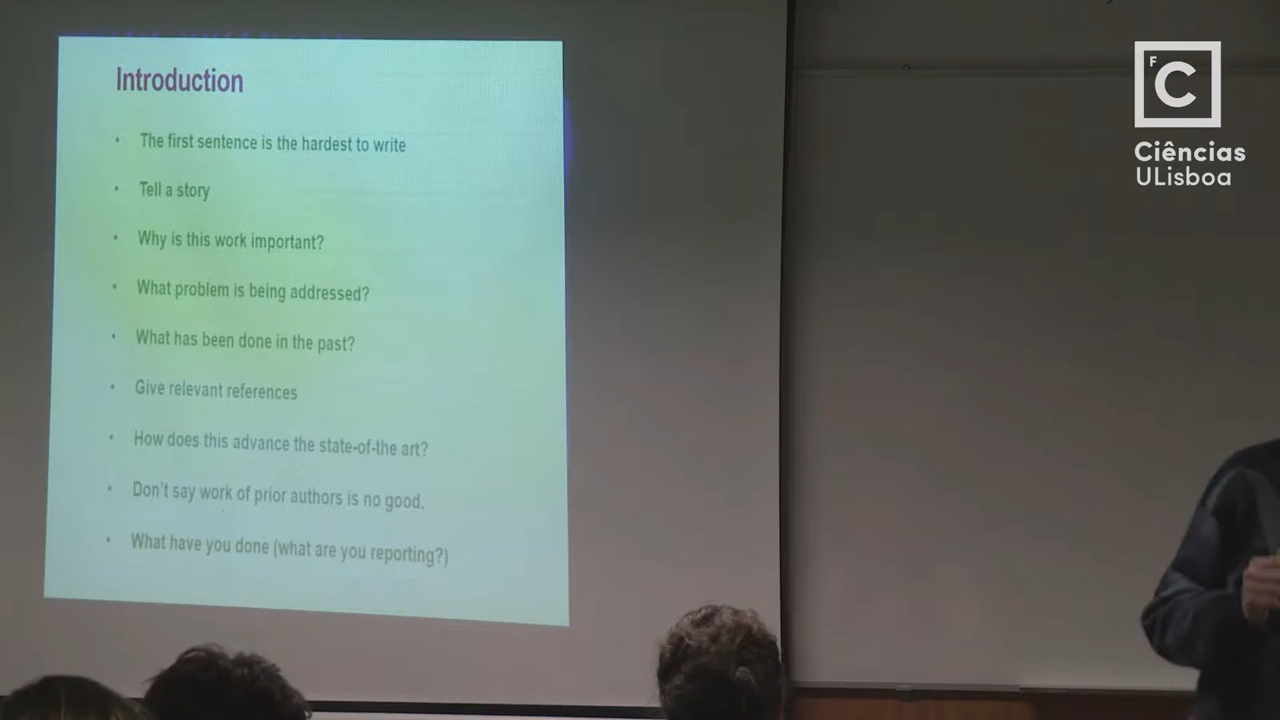 Introduction
• The first sentence is the hardest to write
• Tell a story
• Why is this work important?
• What problem is being addressed?
• What has been done in the past?
• Give relevant references
• How does this advance the state-of-the art?
• Don't say work of prior authors is no good.
• What have you done (what are you reporting?)
F
C
Ciências
ULisboa